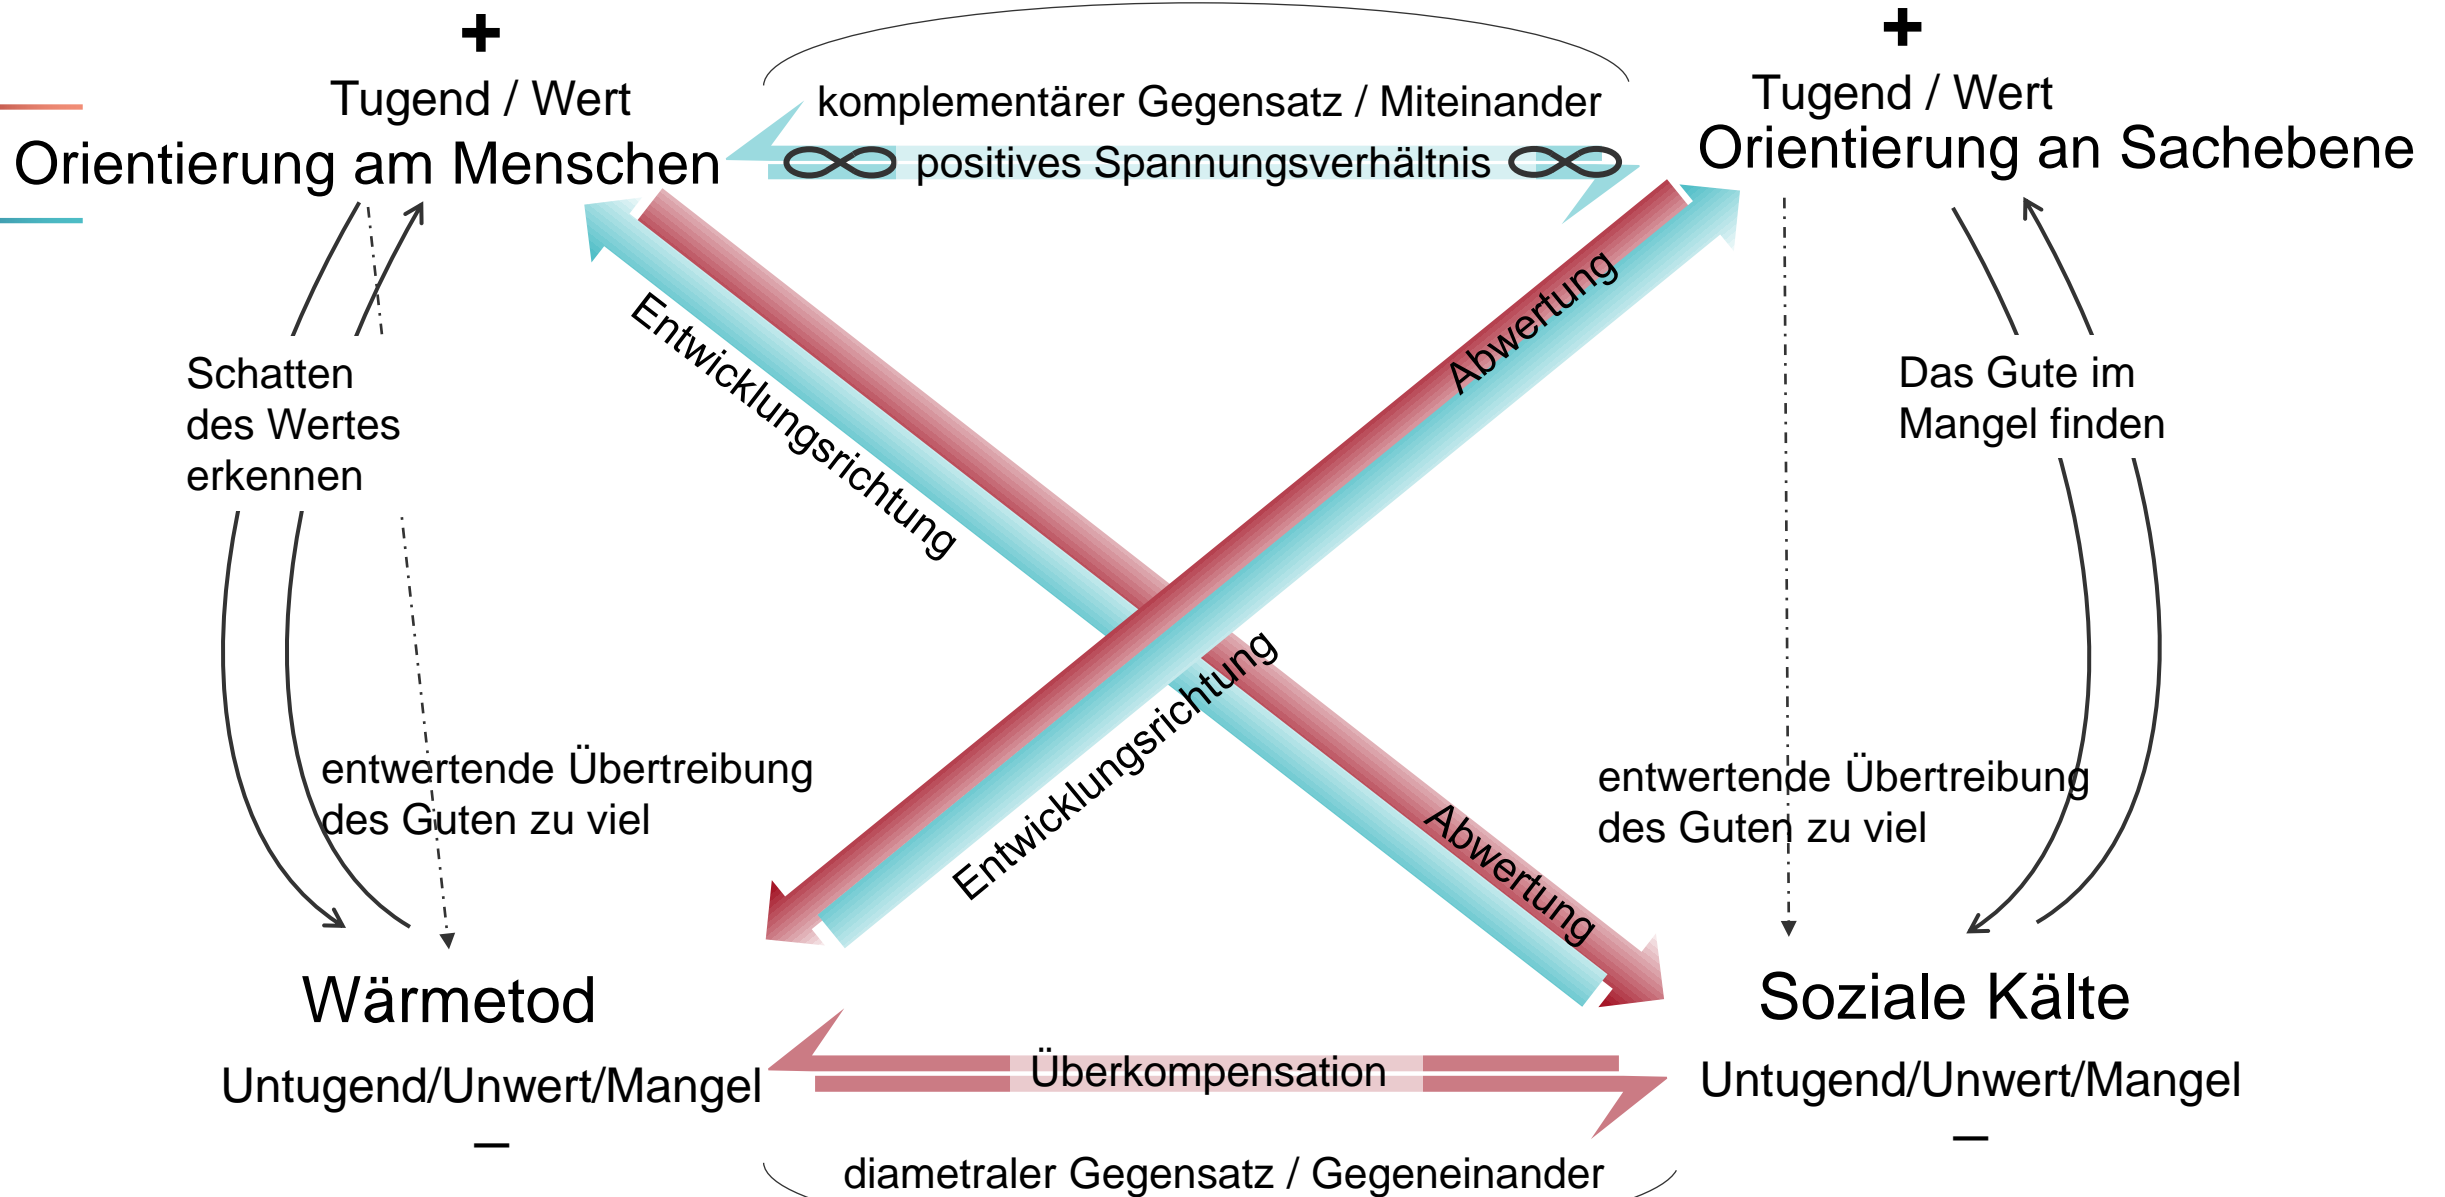 +
+
Tugend / Wert
komplementärer Gegensatz / Miteinander
Tugend / Wert
Orientierung am Menschen
positives Spannungsverhältnis
Orientierung an Sachebene
Entwicklungsrichtung
Abwertung
Schatten
des Wertes
erkennen
Das Gute im
Mangel finden
Entwicklungsrichtung
Abwertung
entwertende Übertreibung
des Guten zu viel
entwertende Übertreibung
des Guten zu viel
Wärmetod
Soziale Kälte
Untugend/Unwert/Mangel
Überkompensation
Untugend/Unwert/Mangel
–
–
diametraler Gegensatz / Gegeneinander